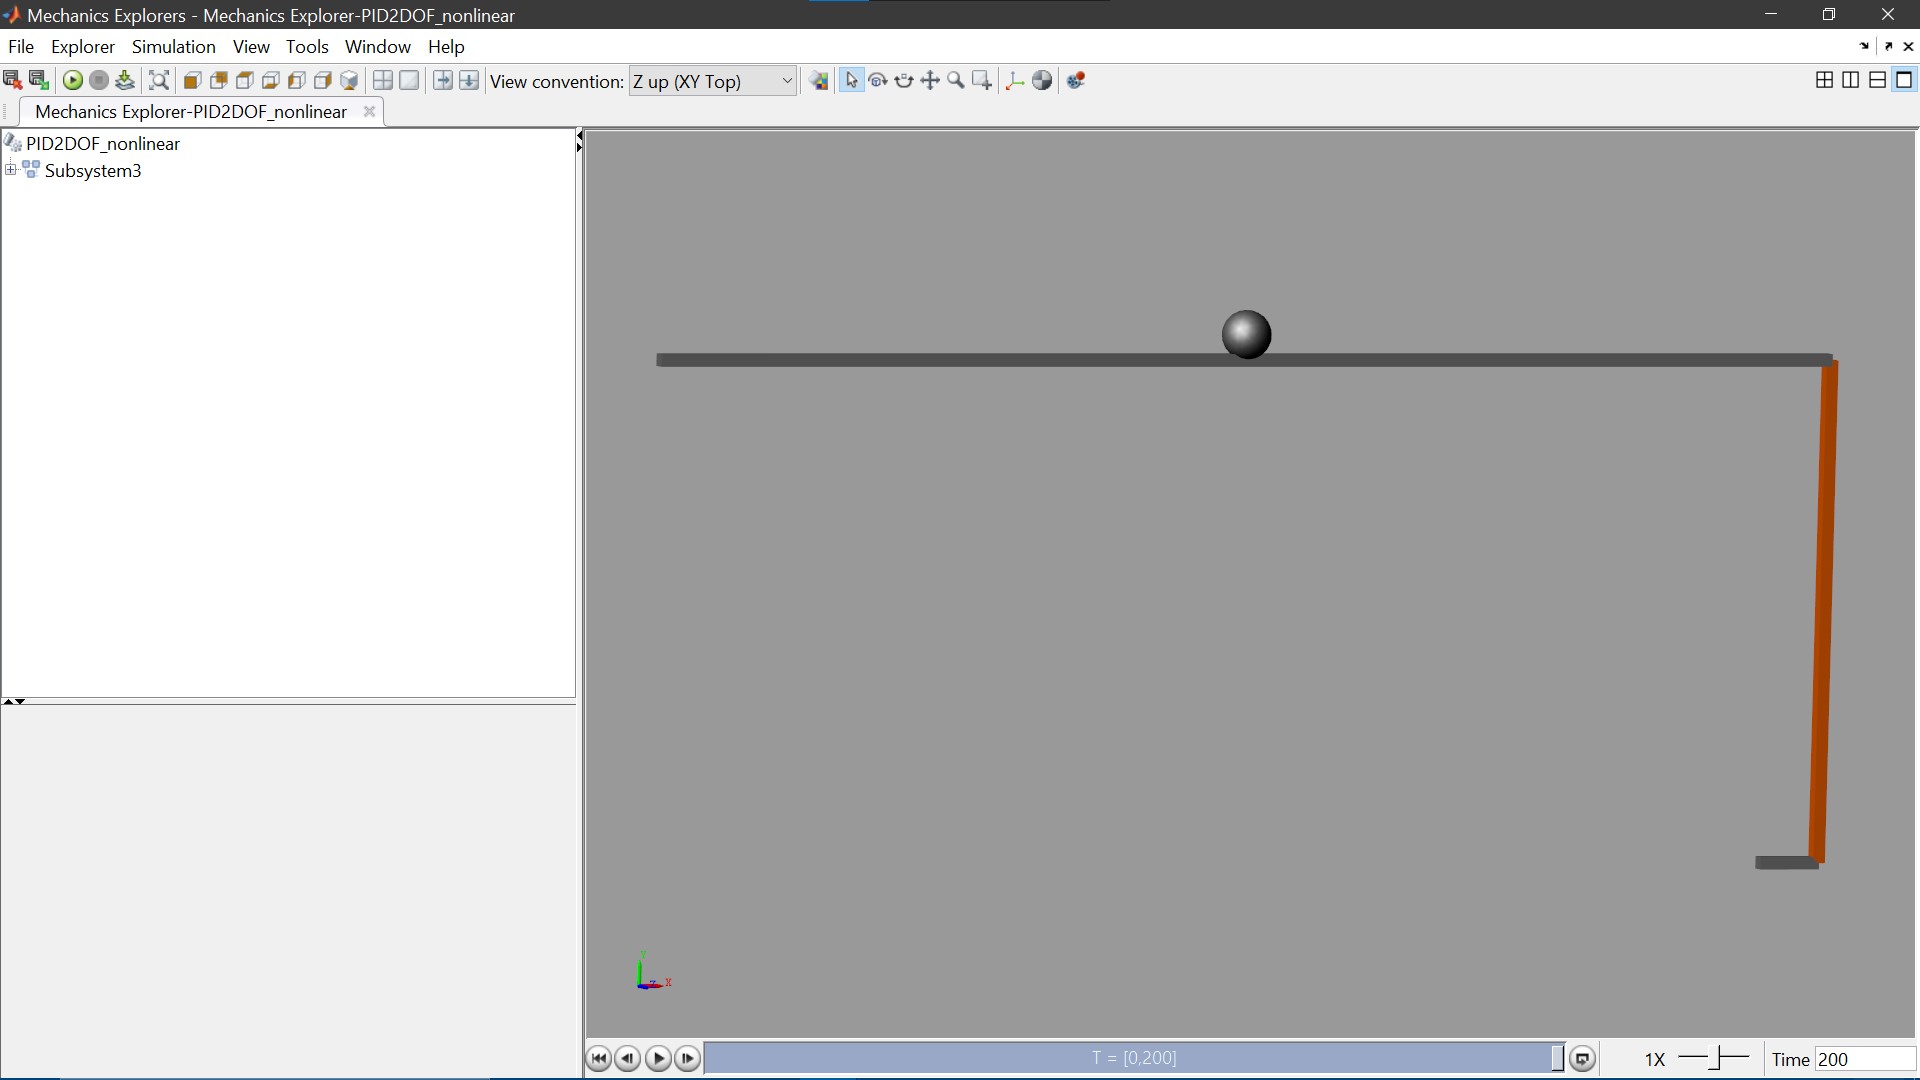 Mechanics Explorers - Mechanics Explorer-PID2DOF_nonlinear
File Explorer Simulation View Tools Window Help
View convention: Z up (XY Top)
Mechanics Explorer-PID2DOF_nonlinear
PID2DOF_nonlinear
Subsystem3
Y
Z X
T = [0,200]
1X
Time 200